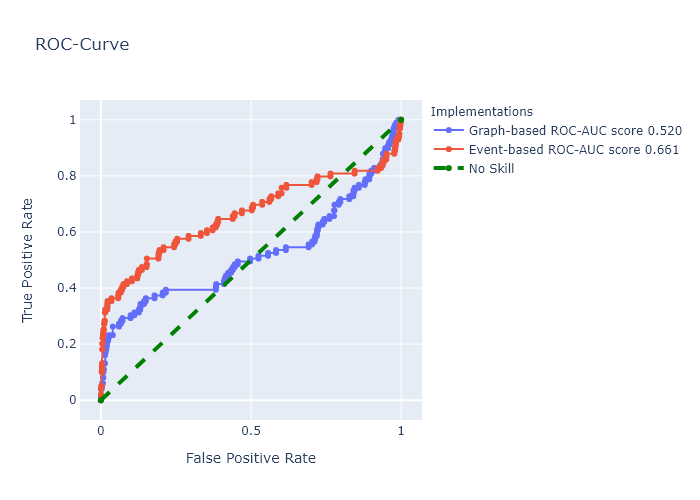 ROC-Curve
Implementations
Graph-based ROC-AUC score 0.520
Event-based ROC-AUC score 0.661
No Skill
True Positive Rate
1
0.8
0.6
0.4
0.2
0
0
0.5
1
False Positive Rate